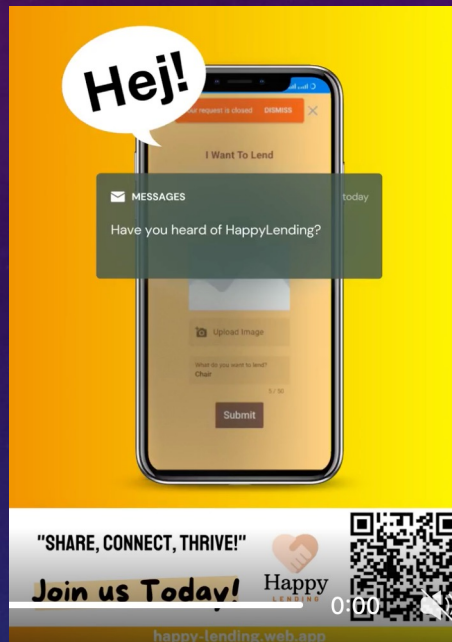 Hej!
our request is closed DISMISS
I Want To Lend
MESSAGES today
Have you heard of HappyLending?
Upload Image
What do you want to lend?
Chair
5 / 50
Submit
"SHARE, CONNECT, THRIVE!"
Join us Today!
Happy
LENDING
0:00
happy-lending.web.app